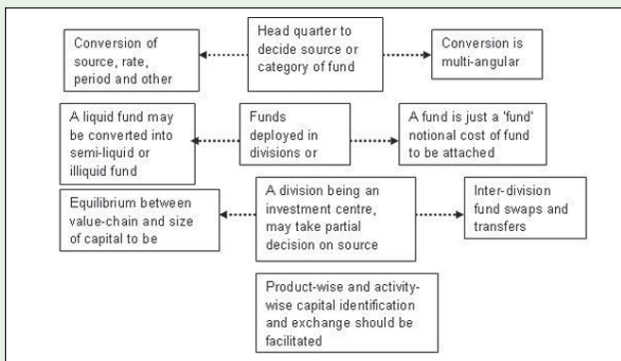 Conversion of
source, rate,
period and other
Head quarter to
decide source or
category of fund
Conversion is
multi-angular
A liquid fund may
be converted into
semi-liquid or
illiquid fund
Funds
deployed in
divisions or
A fund is just a 'fund'
notional cost of fund
to be attached
Equilibrium between
value-chain and size
of capital to be
A division being an
investment centre,
may take partial
decision on source
Inter-division
fund swaps and
transfers
Product-wise and activity-
wise capital identification
and exchange should be
facilitated